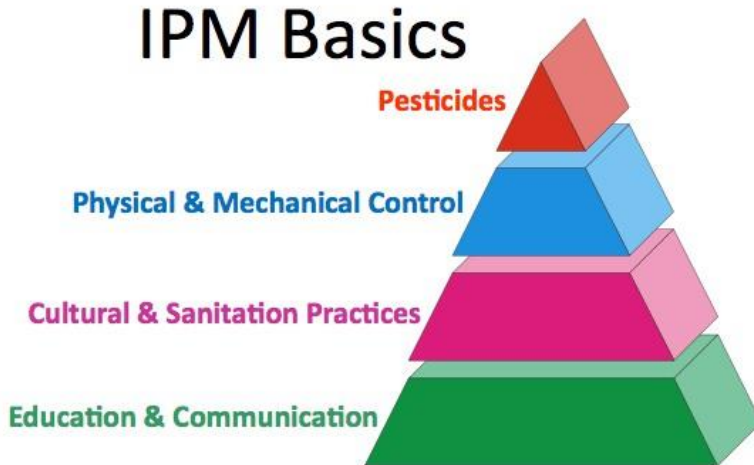 IPM Basics
Pesticides
Physical & Mechanical Control
Cultural & Sanitation Practices
Education & Communication